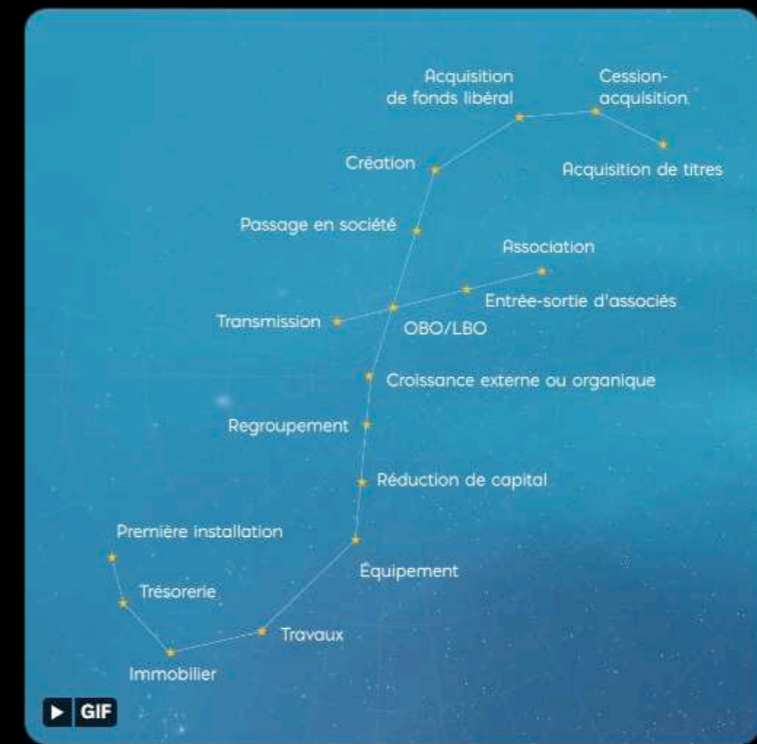 Acquisition
de fonds libéral
Cession-
acquisition
Acquisition de titres
Création
Passage en société
Association
Entrée-sortie d'associés
Transmission
OBO/LBO
Croissance externe ou organique
Regroupement
Réduction de capital
Première installation
Équipement
Trésorerie
Travaux
Immobilier
GIF